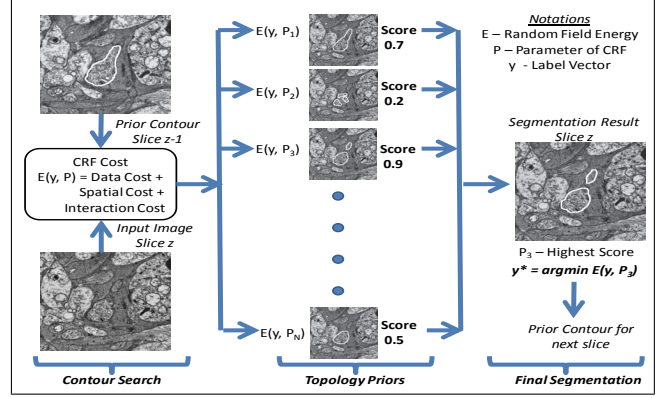 Prior Contour
Slice z-1
CRF Cost
E(y, P) = Data Cost +
Spatial Cost +
Interaction Cost
Input Image
Slice z
Contour Search
E(y, P₁)
Score
0.7
E(y, P₂)
Score
0.2
E(y, P₃)
Score
0.9
E(y, Pₙ)
Score
0.5
Topology Priors
Notations
E – Random Field Energy
P – Parameter of CRF
y - Label Vector
Segmentation Result
Slice z
P₃ – Highest Score
y* = argmin E(y, P₃)
Prior Contour for
next slice
Final Segmentation